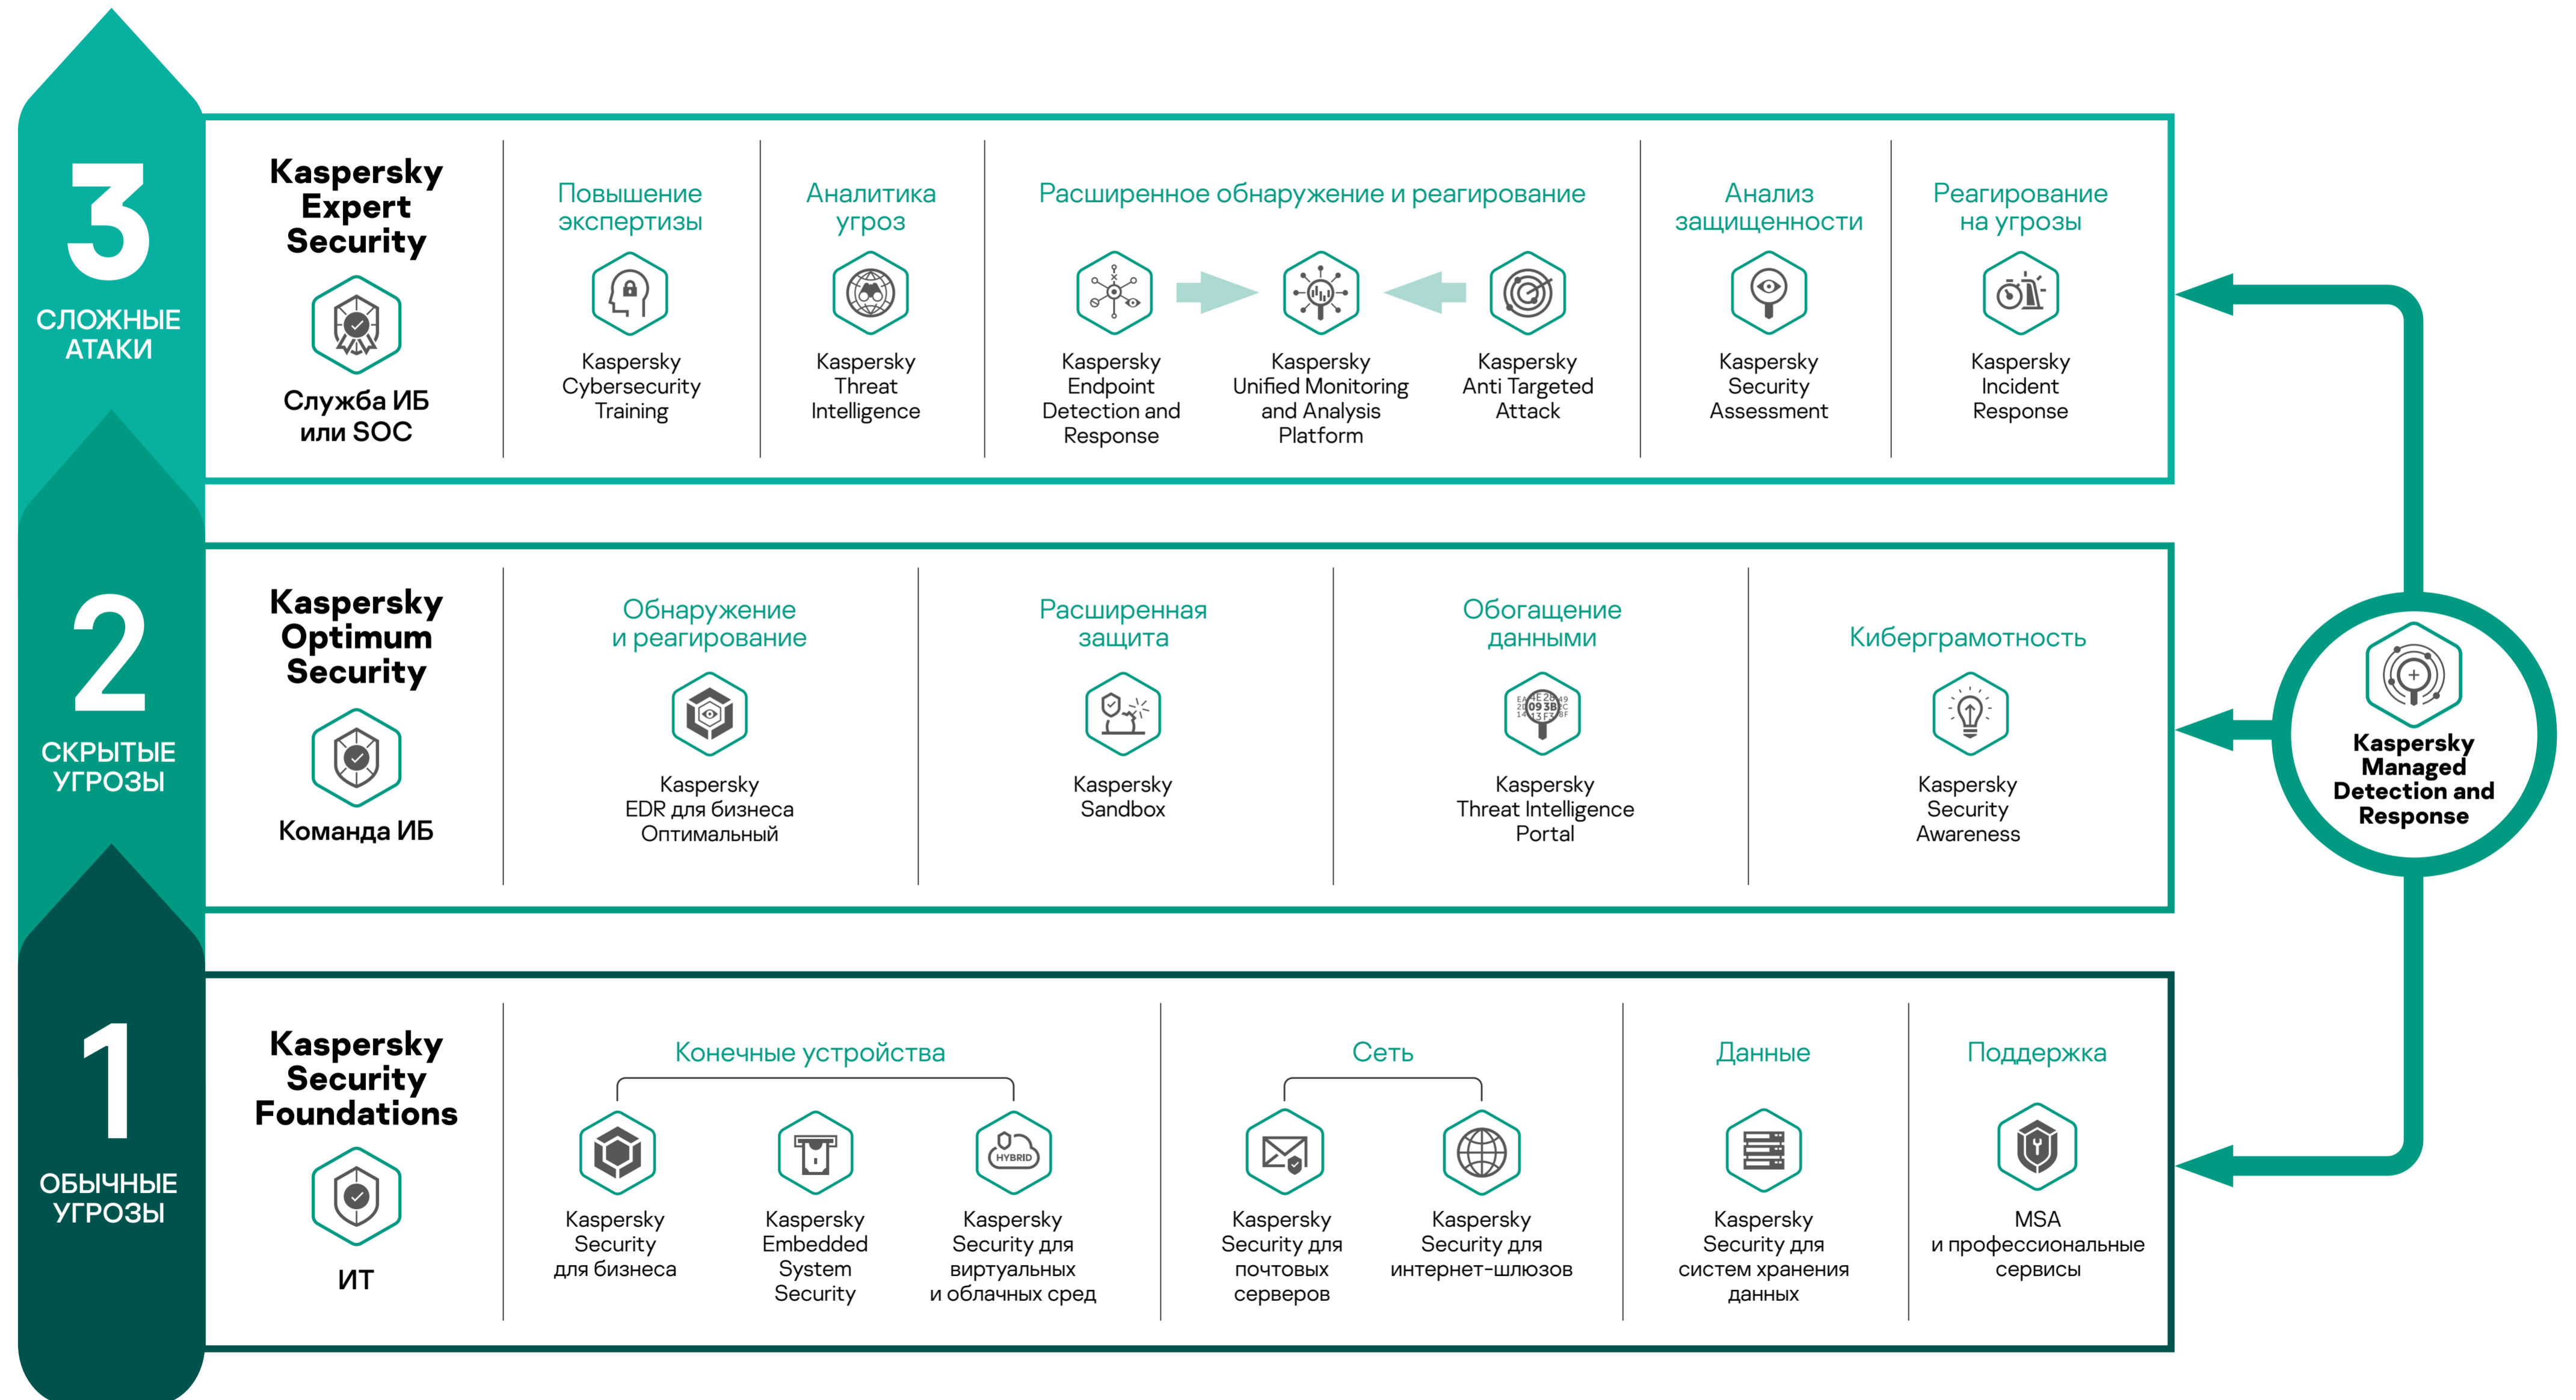 3
СЛОЖНЫЕ
АТАКИ
Kaspersky
Expert
Security
Служба ИБ
или SOC
Повышение
экспертизы
Kaspersky
Cybersecurity
Training
Аналитика
угроз
Kaspersky
Threat
Intelligence
Расширенное обнаружение и реагирование
Kaspersky
Endpoint
Detection and
Response
Kaspersky
Unified Monitoring
and Analysis
Platform
Kaspersky
Anti Targeted
Attack
Анализ
защищенности
Kaspersky
Security
Assessment
Реагирование
на угрозы
Kaspersky
Incident
Response
2
СКРЫТЫЕ
УГРОЗЫ
Kaspersky
Optimum
Security
Команда ИБ
Обнаружение
и реагирование
Kaspersky
EDR для бизнеса
Оптимальный
Расширенная
защита
Kaspersky
Sandbox
Обогащение
данными
093B
Kaspersky
Threat Intelligence
Portal
Киберграмотность
Kaspersky
Security
Awareness
Kaspersky
Managed
Detection and
Response
1
ОБЫЧНЫЕ
УГРОЗЫ
Kaspersky
Security
Foundations
ИТ
Конечные устройства
Kaspersky
Security
для бизнеса
Kaspersky
Embedded
System
Security
HYBRID
Kaspersky
Security для
виртуальных
и облачных сред
Сеть
Kaspersky
Security для
почтовых
серверов
Kaspersky
Security для
интернет-шлюзов
Данные
Kaspersky
Security для
систем хранения
данных
Поддержка
MSA
и профессиональные
сервисы